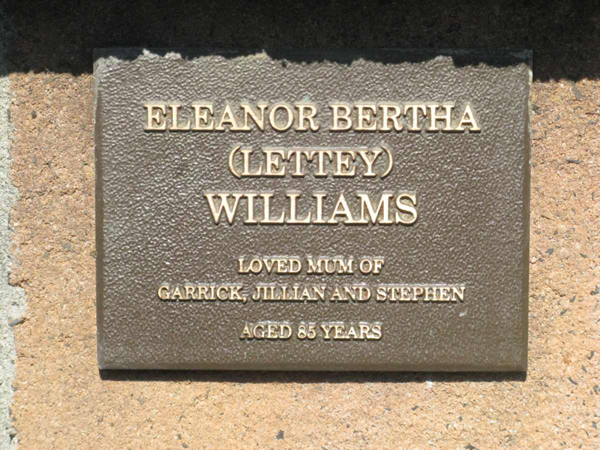 ELEANOR BERTHA
(LETTEY)
WILLIAMS
LOVED MUM OF
GARRICK, JILLIAN AND STEPHEN
AGED 85 YEARS